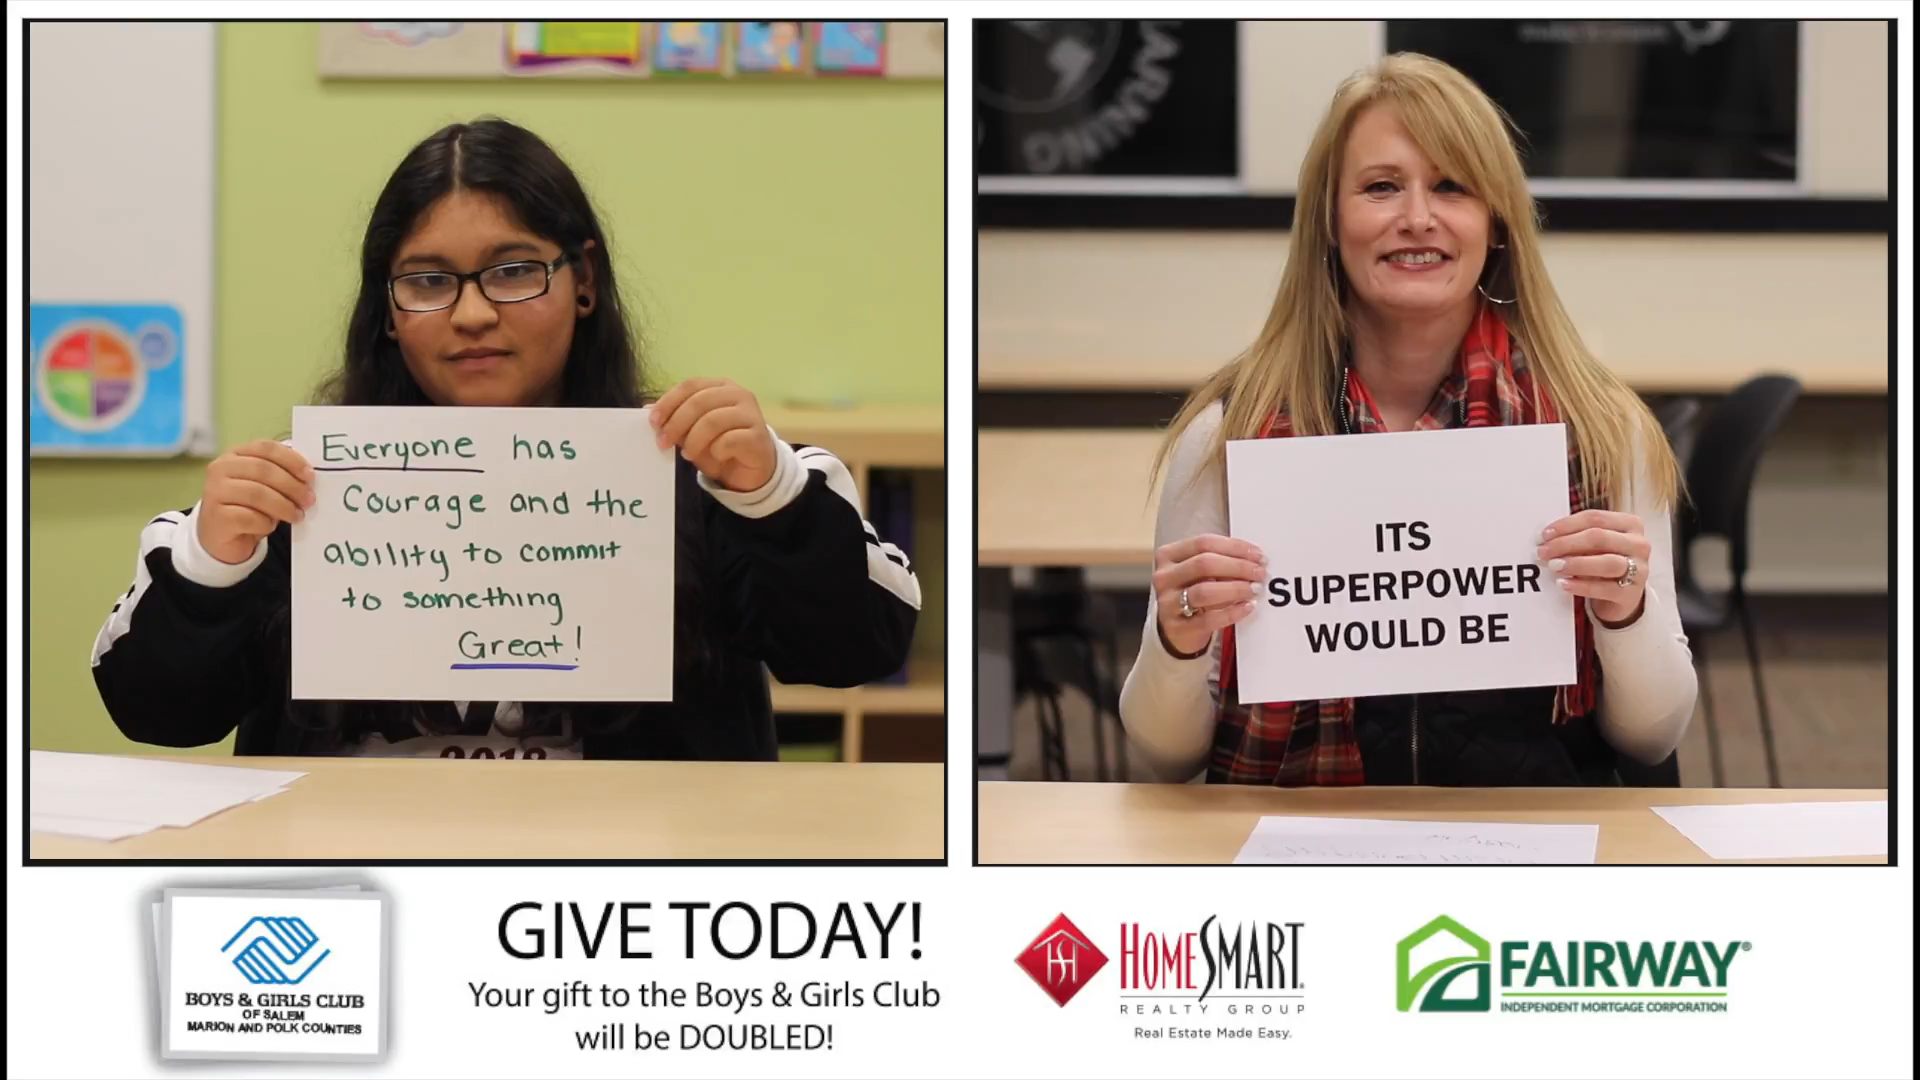 Everyone has
Courage and the
ability to commit
to something
Great!
2018
ARNING
ITS
SUPERPOWER
WOULD BE
BOYS & GIRLS CLUB
OF SALEM
MARION AND POLK COUNTIES
GIVE TODAY!
Your gift to the Boys & Girls Club
will be DOUBLED!
HOMESMART
REALTY GROUP
Real Estate Made Easy.
FAIRWAY®
INDEPENDENT MORTGAGE CORPORATION